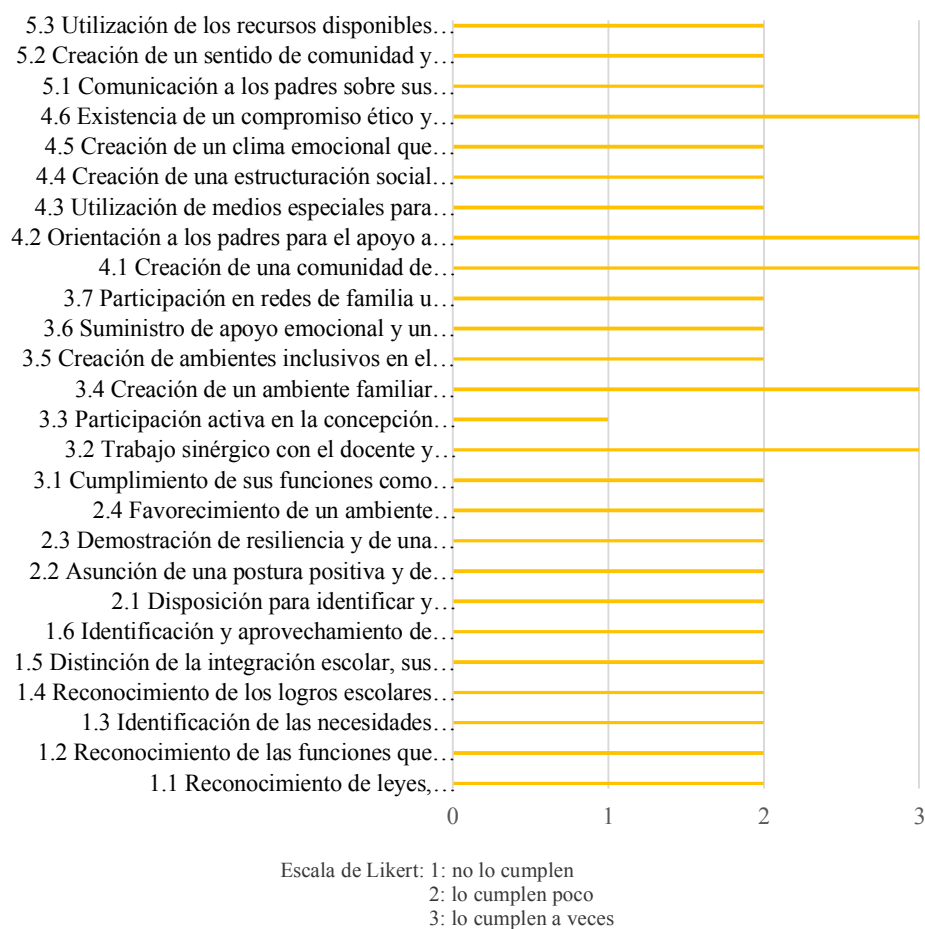 5.3 Utilización de los recursos disponibles…
5.2 Creación de un sentido de comunidad y…
5.1 Comunicación a los padres sobre sus…
4.6 Existencia de un compromiso ético y…
4.5 Creación de un clima emocional que…
4.4 Creación de una estructuración social…
4.3 Utilización de medios especiales para…
4.2 Orientación a los padres para el apoyo a…
4.1 Creación de una comunidad de…
3.7 Participación en redes de familia u…
3.6 Suministro de apoyo emocional y un…
3.5 Creación de ambientes inclusivos en el…
3.4 Creación de un ambiente familiar…
3.3 Participación activa en la concepción…
3.2 Trabajo sinérgico con el docente y…
3.1 Cumplimiento de sus funciones como…
2.4 Favorecimiento de un ambiente…
2.3 Demostración de resiliencia y de una…
2.2 Asunción de una postura positiva y de…
2.1 Disposición para identificar y…
1.6 Identificación y aprovechamiento de…
1.5 Distinción de la integración escolar, sus…
1.4 Reconocimiento de los logros escolares…
1.3 Identificación de las necesidades…
1.2 Reconocimiento de las funciones que…
1.1 Reconocimiento de leyes,…
0 1 2 3
Escala de Likert: 1: no lo cumplen
2: lo cumplen poco
3: lo cumplen a veces